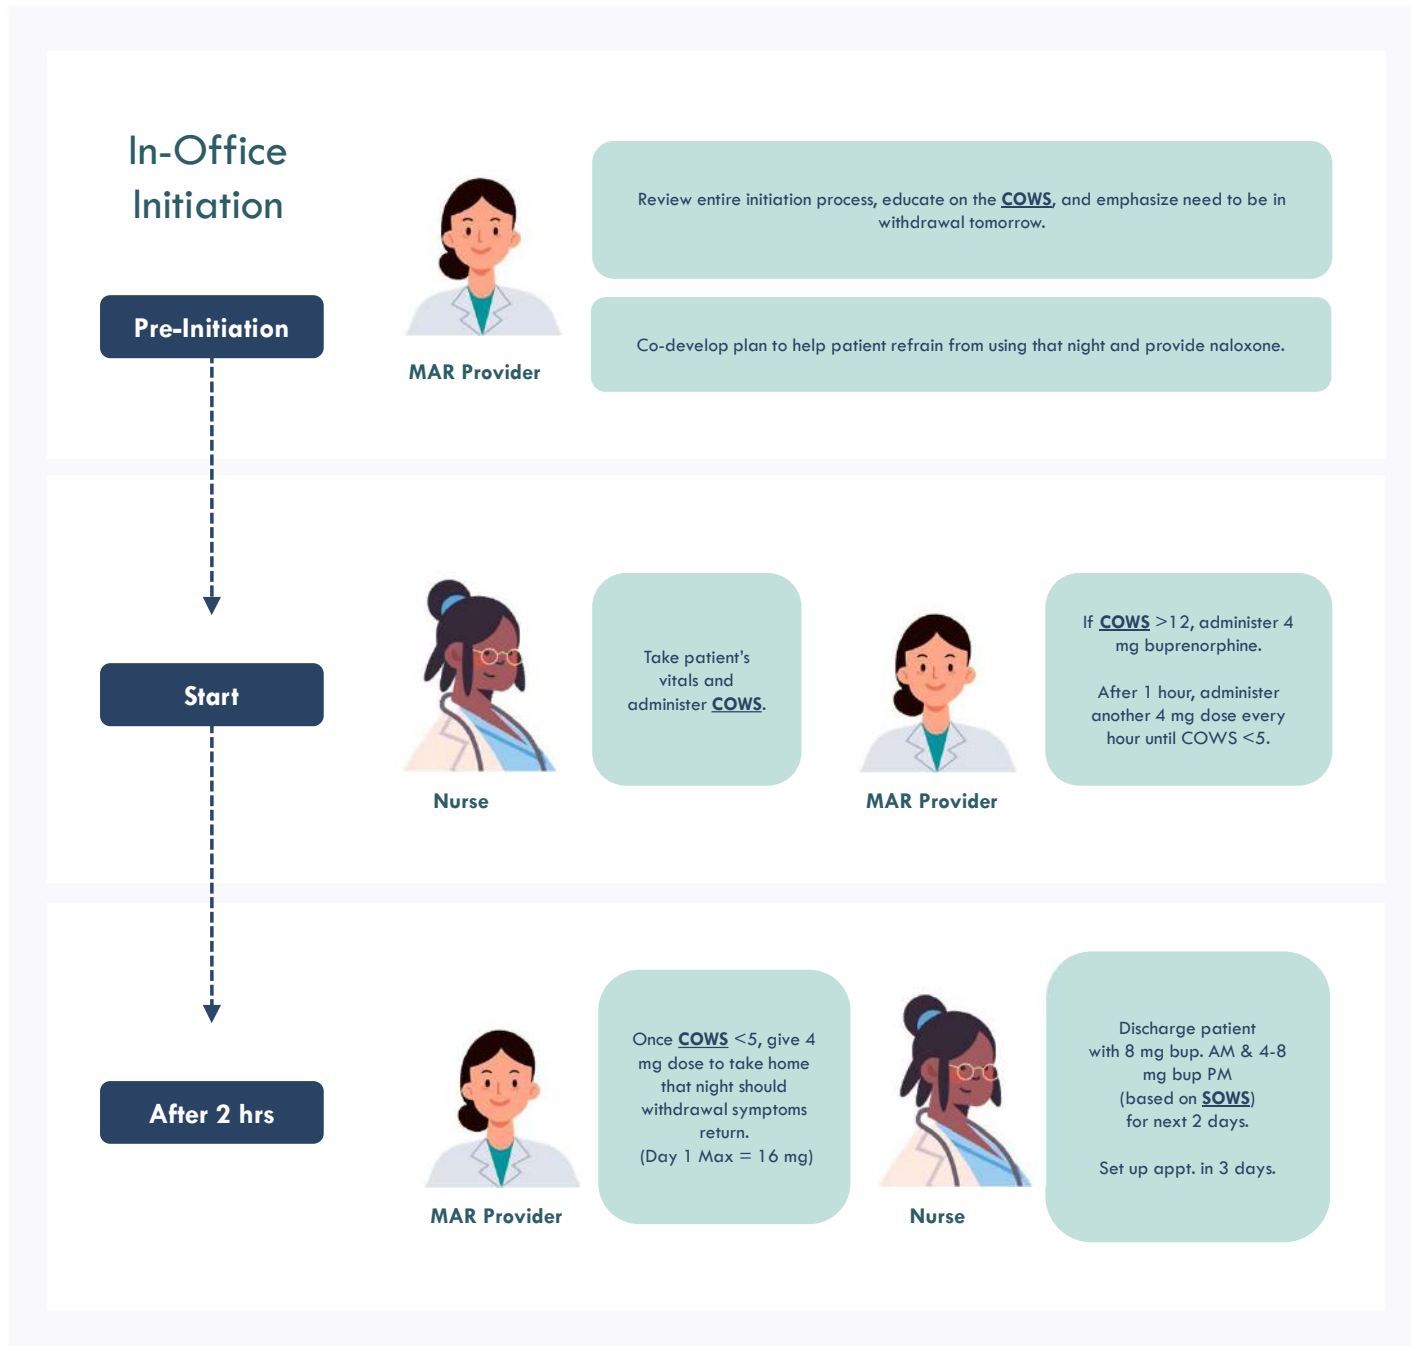 In-Office
Initiation
Pre-Initiation
MAR Provider
Review entire initiation process, educate on the COWS, and emphasize need to be in
withdrawal tomorrow.
Co-develop plan to help patient refrain from using that night and provide naloxone.
Start
Nurse
Take patient's
vitals and
administer COWS.
MAR Provider
If COWS >12, administer 4
mg buprenorphine.
After 1 hour, administer
another 4 mg dose every
hour until COWS <5.
After 2 hrs
MAR Provider
Once COWS <5, give 4
mg dose to take home
that night should
withdrawal symptoms
return.
(Day 1 Max = 16 mg)
Nurse
Discharge patient
with 8 mg bup. AM & 4-8
mg bup PM
(based on SOWS)
for next 2 days.
Set up appt. in 3 days.